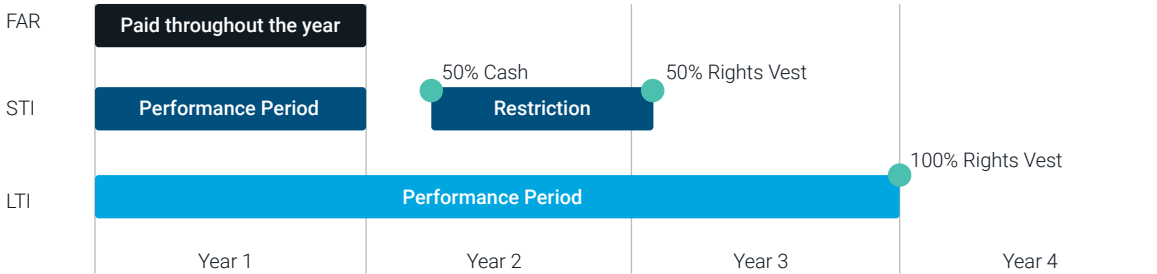 FAR
Paid throughout the year
50% Cash
50% Rights Vest
STI
Performance Period
Restriction
100% Rights Vest
LTI
Performance Period
Year 1
Year 2
Year 3
Year 4